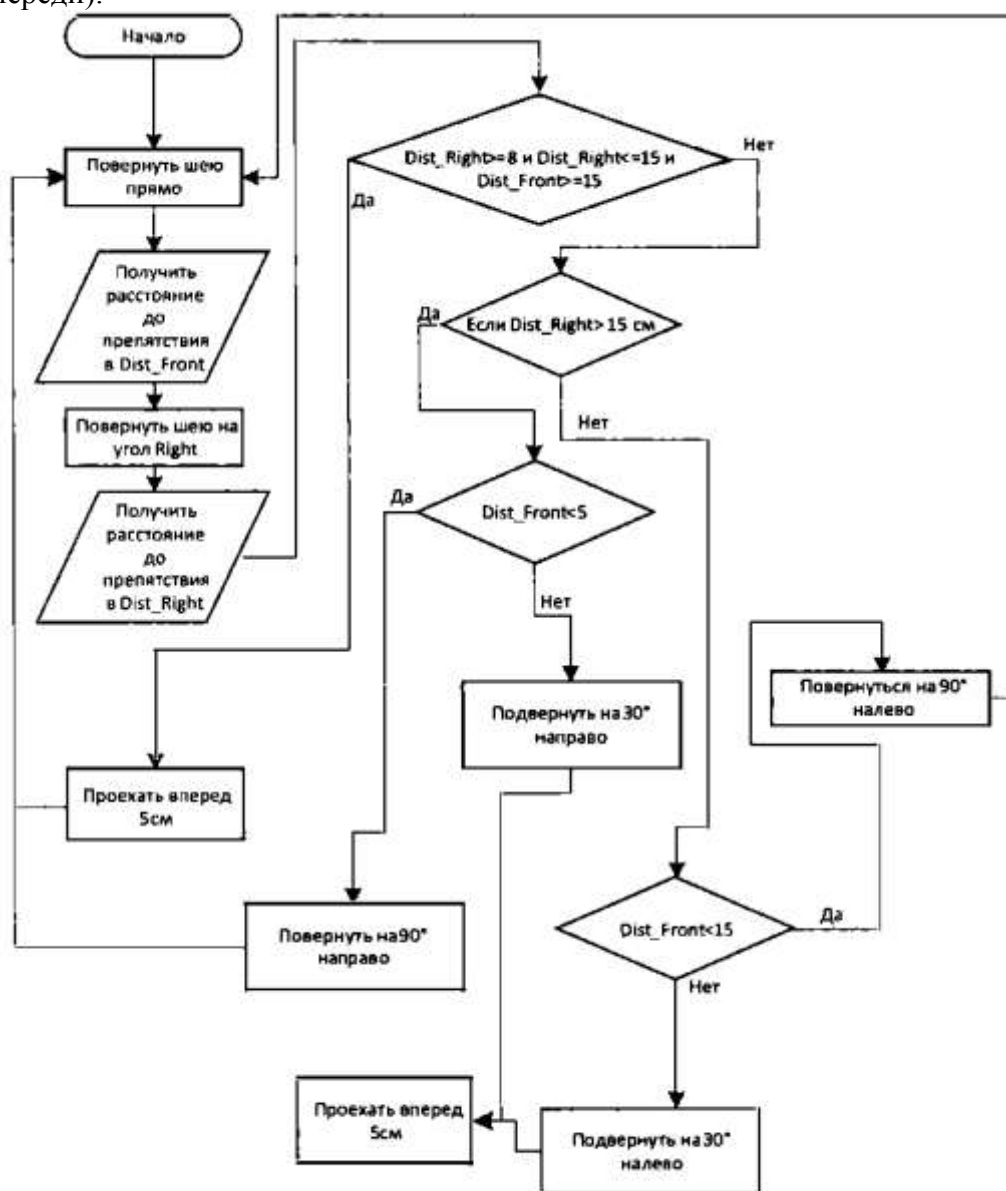 переди).
Начало
Повернуть шею
прямо
Получить
расстояние
до
препятствия
в Dist_Front
Повернуть шею на
угол Right
Получить
расстояние
до
препятствия
в Dist_Right
Dist_Right>=8 и Dist_Right<=15 и
Dist_Front>=15
Нет
Да
Если Dist_Right> 15 см
Да
Нет
Dist_Front<5
Да
Нет
Подвернуть на 30°
направо
Повернуться на 90°
налево
Проехать вперед
5см
Повернуть на 90°
направо
Dist_Front<15
Да
Нет
Проехать вперед
5см
Подвернуть на 30°
налево